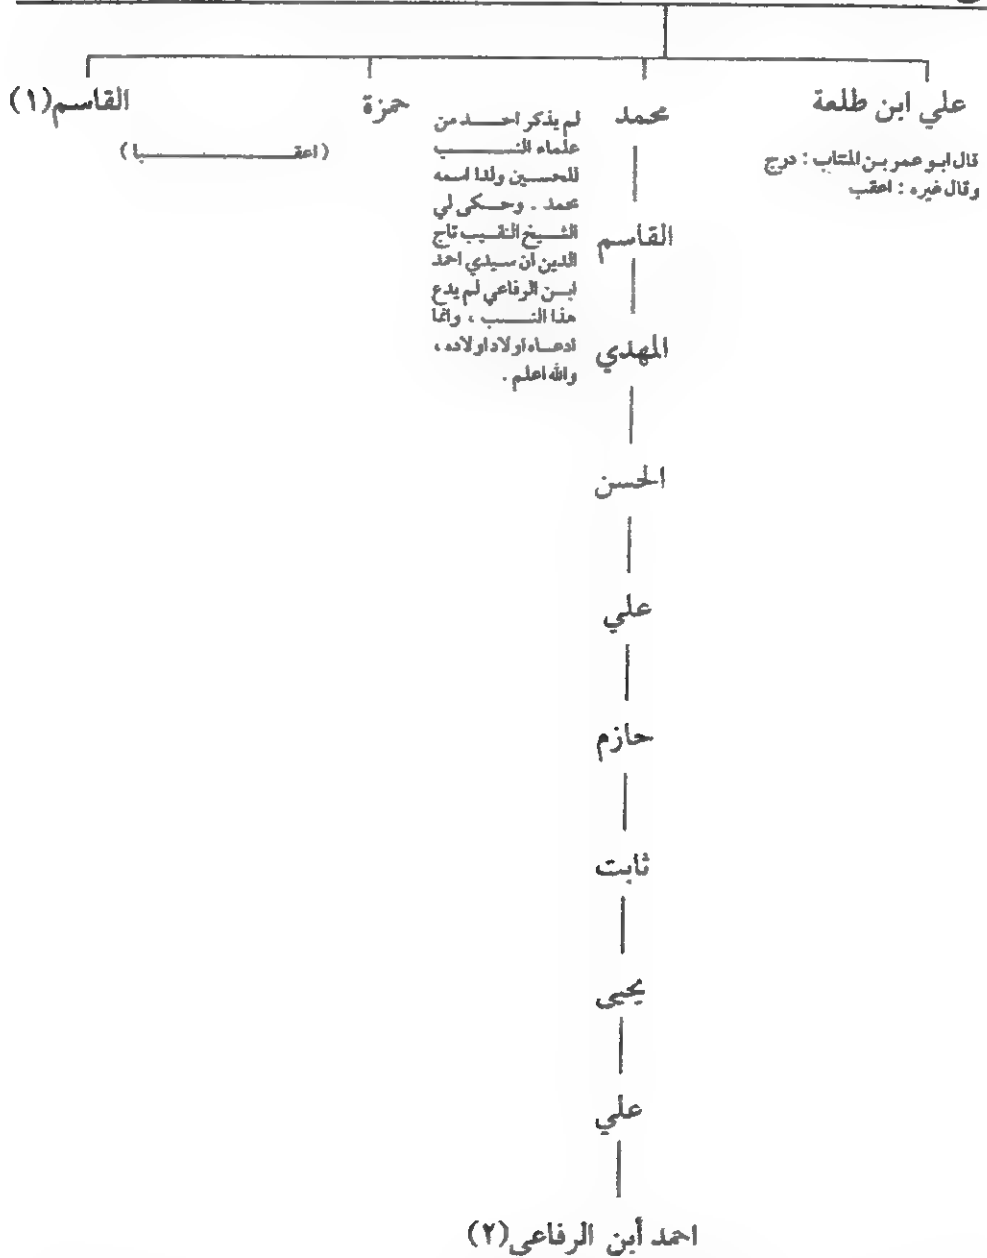 علي ابن طلعة
قال ابو عمر بن المنتاب : درج
وقال غيره : اعقب
محمد
لم يذكر احد من
علماء النسب
للحسين ولدا اسمه
محمد . وحكى لي
الشيخ النقيب تاج
الدين ان سيدي احمد
ابن الرفاعي لم يدع
هذا النسب ، وانما
ادعاه اولاد اولاده ،
والله اعلم .
حمزة
القاسم(١)
(اعقبا)
القاسم
المهدي
الحسن
علي
حازم
ثابت
يحيى
علي
احمد أبن الرفاعي(٢)